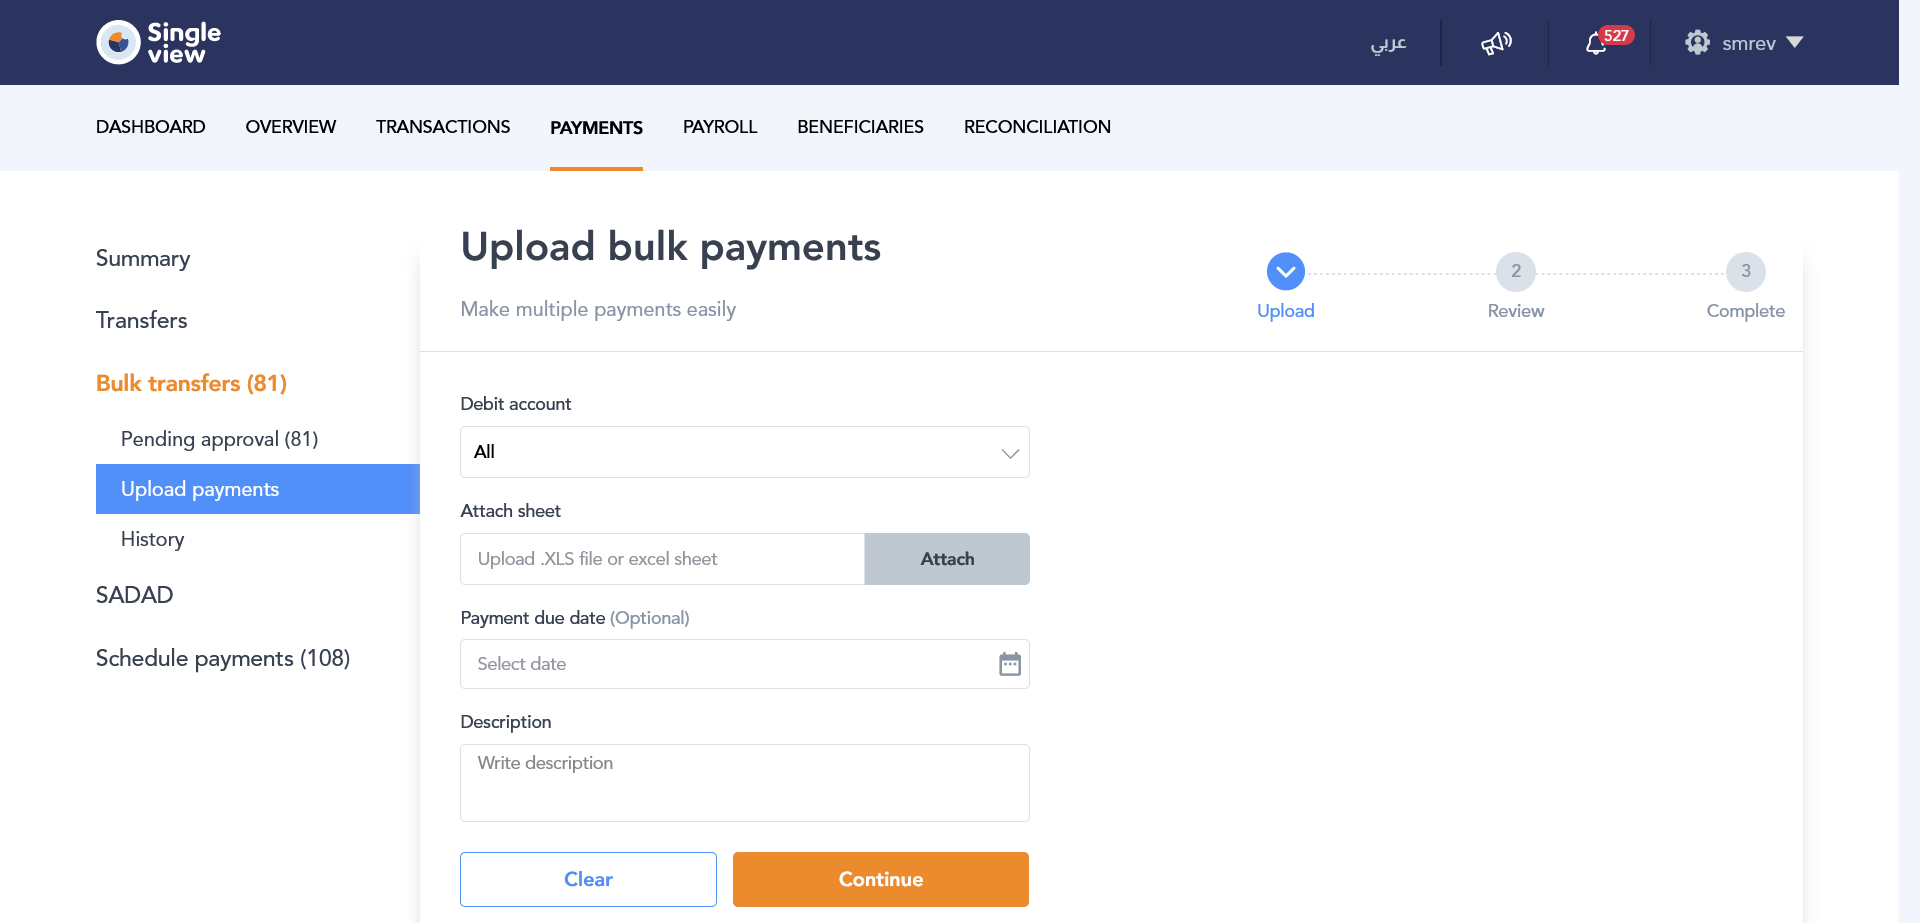 Single
view
عربي
527
smrev
DASHBOARD
OVERVIEW
TRANSACTIONS
PAYMENTS
PAYROLL
BENEFICIARIES
RECONCILIATION
Summary
Transfers
Bulk transfers (81)
Pending approval (81)
Upload payments
History
SADAD
Schedule payments (108)
Upload bulk payments
Make multiple payments easily
Upload
2
Review
3
Complete
Debit account
All
Attach sheet
Upload .XLS file or excel sheet
Attach
Payment due date (Optional)
Select date
Description
Write description
Clear
Continue